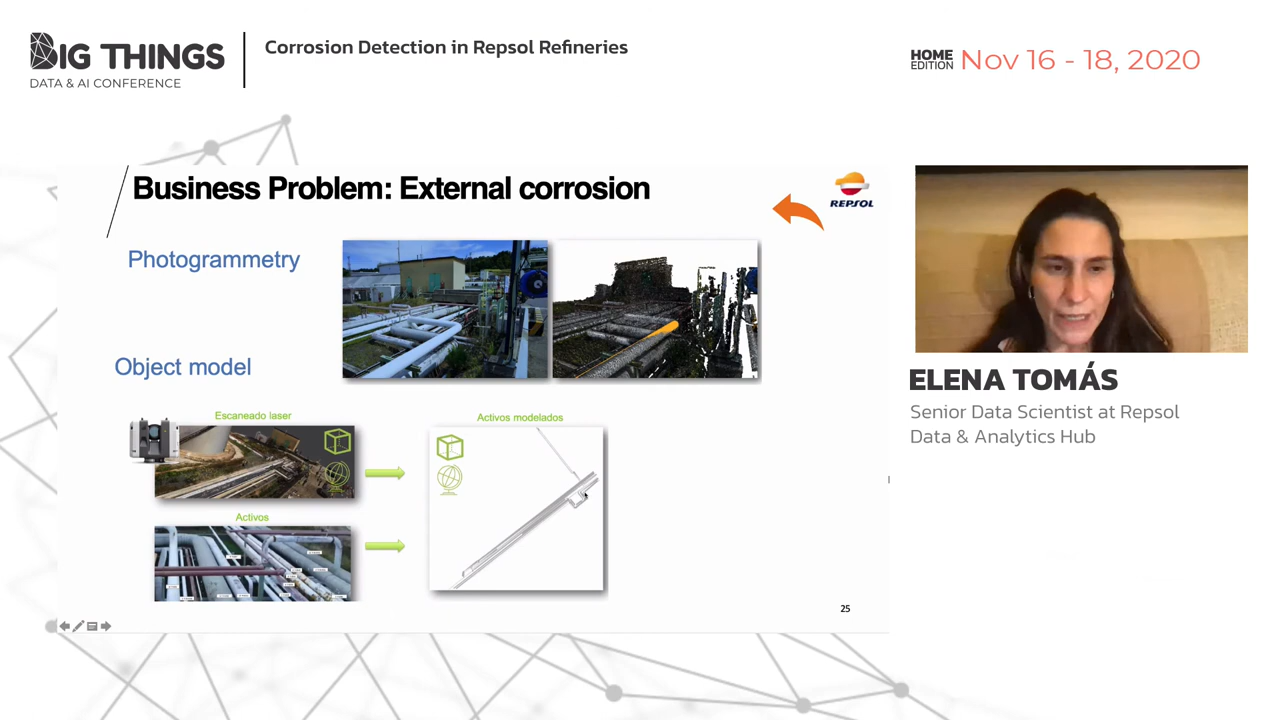 BIG THINGS
DATA & AI CONFERENCE
Corrosion Detection in Repsol Refineries
HOME
EDITION
Nov 16 - 18, 2020
Business Problem: External corrosion
REPSOL
Photogrammetry
Object model
Escaneado laser
Activos modelados
Activos
25
ELENA TOMÁS
Senior Data Scientist at Repsol
Data & Analytics Hub